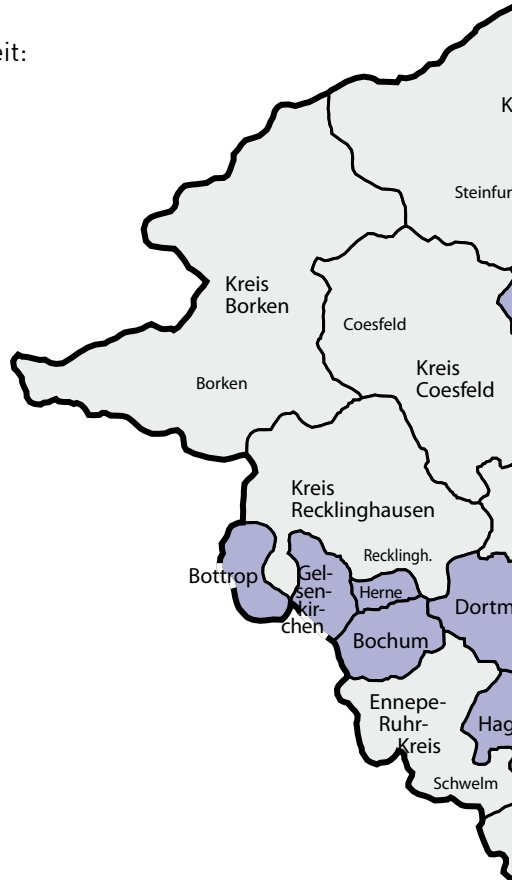 eit:
K
Steinfur
Kreis
Borken
Coesfeld
Kreis
Coesfeld
Borken
Kreis
Recklinghausen
Recklingh.
Bottrop
Gel-
sen-
kir-
chen
Herne
Dortm
Bochum
Ennepe-
Ruhr-
Kreis
Hag
Schwelm